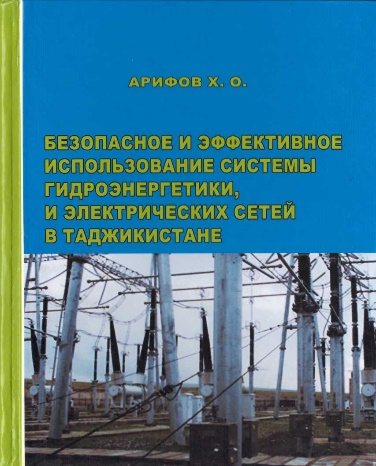 АРИФОВ Х. О.
БЕЗОПАСНОЕ И ЭФФЕКТИВНОЕ
ИСПОЛЬЗОВАНИЕ СИСТЕМЫ
ГИДРОЭНЕРГЕТИКИ,
И ЭЛЕКТРИЧЕСКИХ СЕТЕЙ
В ТАДЖИКИСТАНЕ